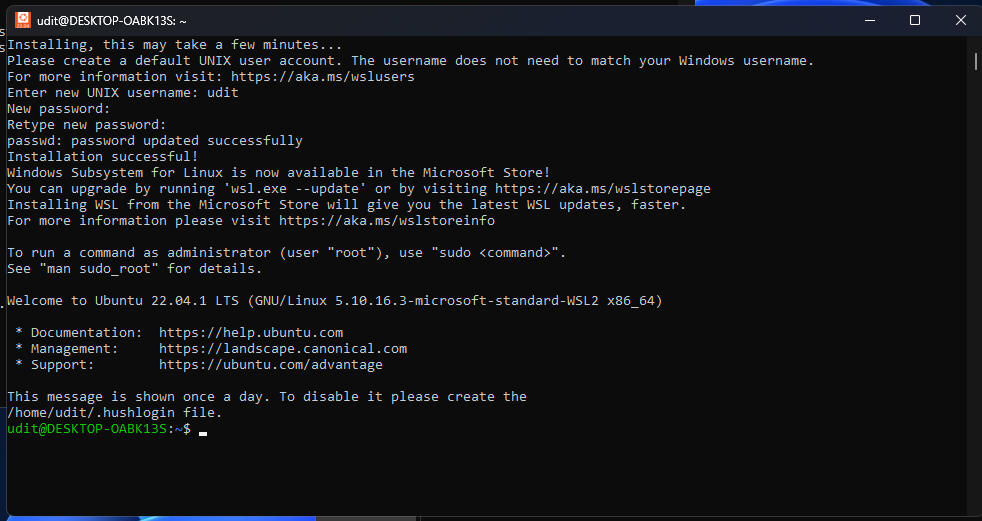 udit@DESKTOP-OABK13S: ~
Installing, this may take a few minutes...
Please create a default UNIX user account. The username does not need to match your Windows username.
For more information visit: https://aka.ms/wslusers
Enter new UNIX username: udit
New password:
Retype new password:
passwd: password updated successfully
Installation successful!
Windows Subsystem for Linux is now available in the Microsoft Store!
You can upgrade by running 'wsl.exe --update' or by visiting https://aka.ms/wslstorepage
Installing WSL from the Microsoft Store will give you the latest WSL updates, faster.
For more information please visit https://aka.ms/wslstoreinfo
To run a command as administrator (user "root"), use "sudo <command>".
See "man sudo_root" for details.
Welcome to Ubuntu 22.04.1 LTS (GNU/Linux 5.10.16.3-microsoft-standard-WSL2 x86_64)
* Documentation: https://help.ubuntu.com
* Management: https://landscape.canonical.com
* Support: https://ubuntu.com/advantage
This message is shown once a day. To disable it please create the
/home/udit/.hushlogin file.
udit@DESKTOP-OABK13S:~$